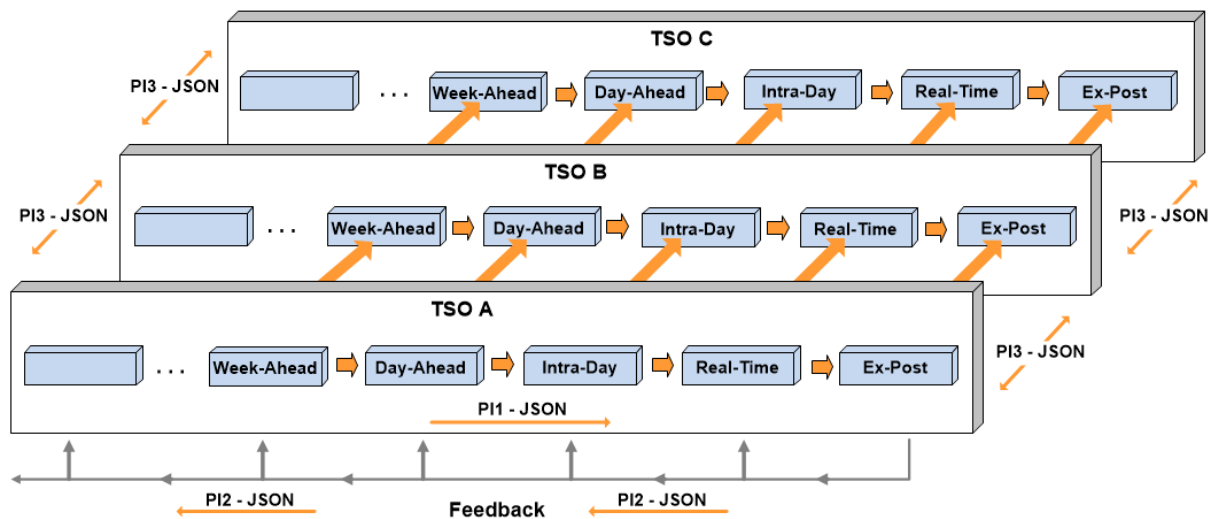 TSO C
PI3 - JSON
. . .
Week-Ahead
Day-Ahead
Intra-Day
Real-Time
Ex-Post
TSO B
PI3 - JSON
PI3 - JSON
. . .
Week-Ahead
Day-Ahead
Intra-Day
Real-Time
Ex-Post
TSO A
PI3 - JSON
. . .
Week-Ahead
Day-Ahead
Intra-Day
Real-Time
Ex-Post
PI1 - JSON
PI2 - JSON
Feedback
PI2 - JSON